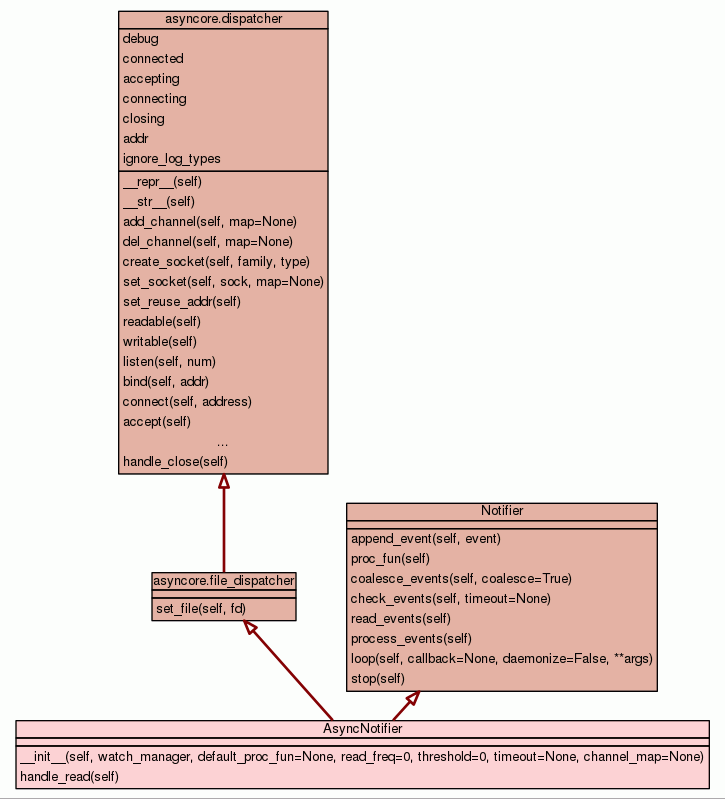 asyncore.dispatcher
debug
connected
accepting
connecting
closing
addr
ignore_log_types
__repr__(self)
__str__(self)
add_channel(self, map=None)
del_channel(self, map=None)
create_socket(self, family, type)
set_socket(self, sock, map=None)
set_reuse_addr(self)
readable(self)
writable(self)
listen(self, num)
bind(self, addr)
connect(self, address)
accept(self)
...
handle_close(self)
Notifier
append_event(self, event)
proc_fun(self)
coalesce_events(self, coalesce=True)
check_events(self, timeout=None)
read_events(self)
process_events(self)
loop(self, callback=None, daemonize=False, **args)
stop(self)
asyncore.file_dispatcher
set_file(self, fd)
AsyncNotifier
__init__(self, watch_manager, default_proc_fun=None, read_freq=0, threshold=0, timeout=None, channel_map=None)
handle_read(self)